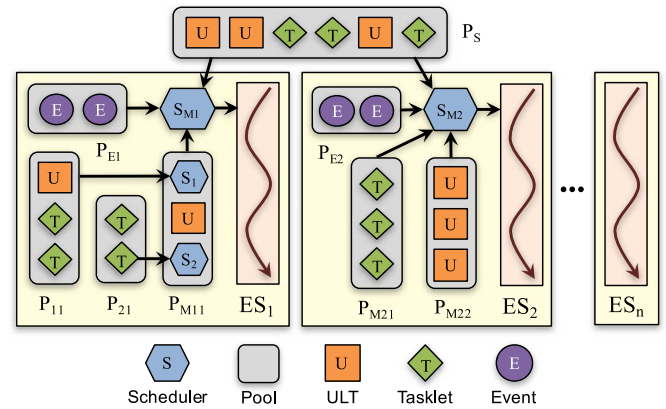 U U T T U T P_S
E E S_M1 E E S_M2
P_E1 P_E2
U S_1 T U
T T U T U
T T S_2 T U
P_11 P_21 P_M11 ES_1 P_M21 P_M22 ES_2 ... ES_n
S U T E
Scheduler Pool ULT Tasklet Event